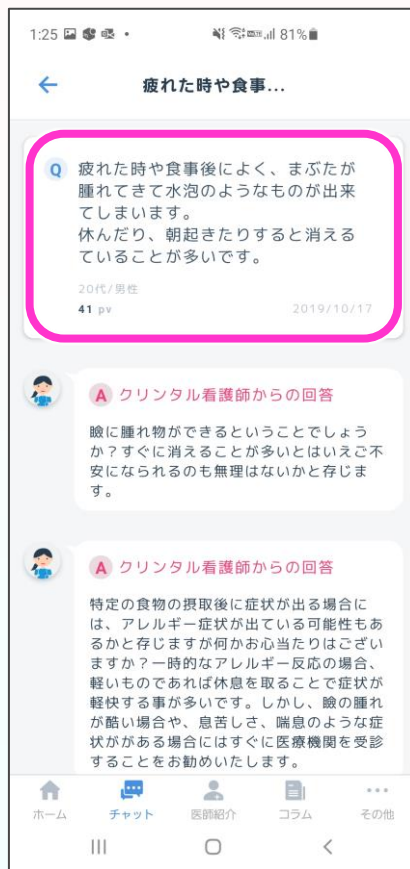 1:25 81%
疲れた時や食事...
Q 疲れた時や食事後によく、まぶたが
腫れてきて水泡のようなものが出来
てしまいます。
休んだり、朝起きたりすると消える
ていることが多いです。
20代/男性
41 pv 2019/10/17
A クリンタル看護師からの回答
瞼に腫れ物ができるということでしょう
か？すぐに消えることが多いとはいえご不
安になられるのも無理はないかと存じま
す。
A クリンタル看護師からの回答
特定の食物の摂取後に症状が出る場合に
は、アレルギー症状が出ている可能性もあ
るかと存じますが何かお心当たりはござい
ますか？一時的なアレルギー反応の場合、
軽いものであれば休息を取ることで症状が
軽快する事が多いです。しかし、瞼の腫れ
が酷い場合や、息苦しさ、喘息のような症
状ががある場合にはすぐに医療機関を受診
することをお勧めいたします。
ホーム チャット 医師紹介 コラム その他